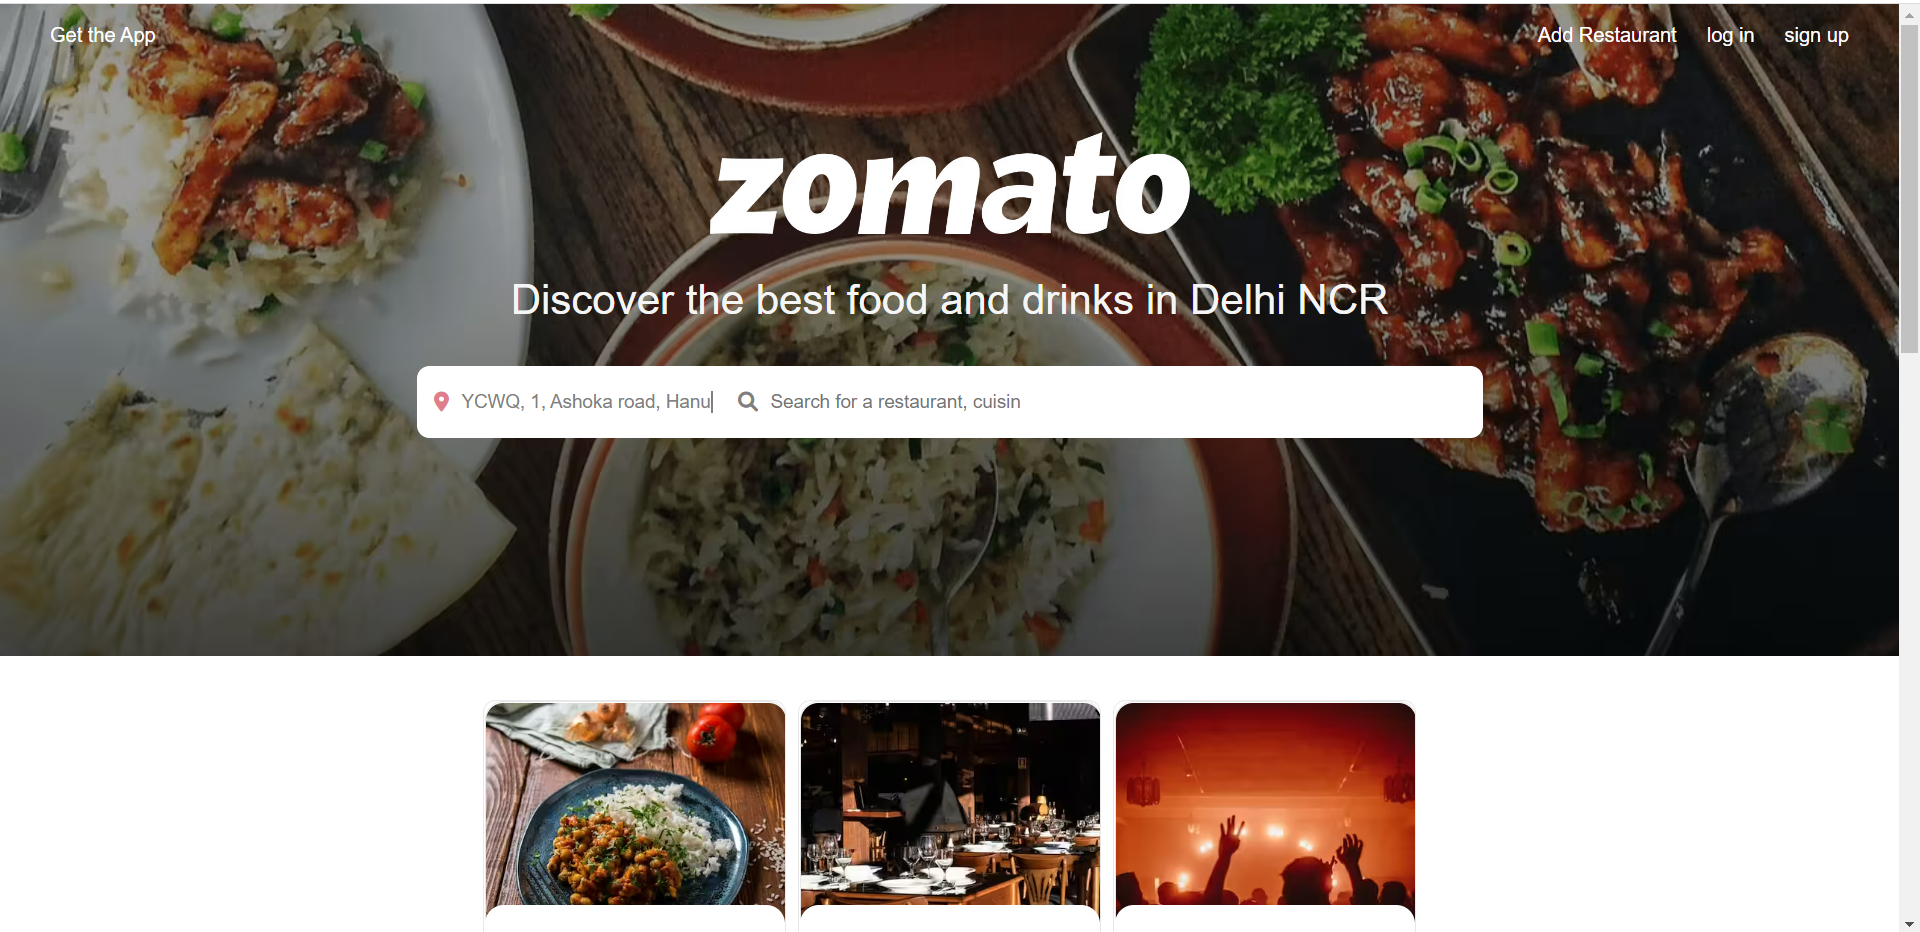 Get the App
Add Restaurant
log in
sign up
zomato
Discover the best food and drinks in Delhi NCR
YCWQ, 1, Ashoka road, Hanu
Search for a restaurant, cuisin